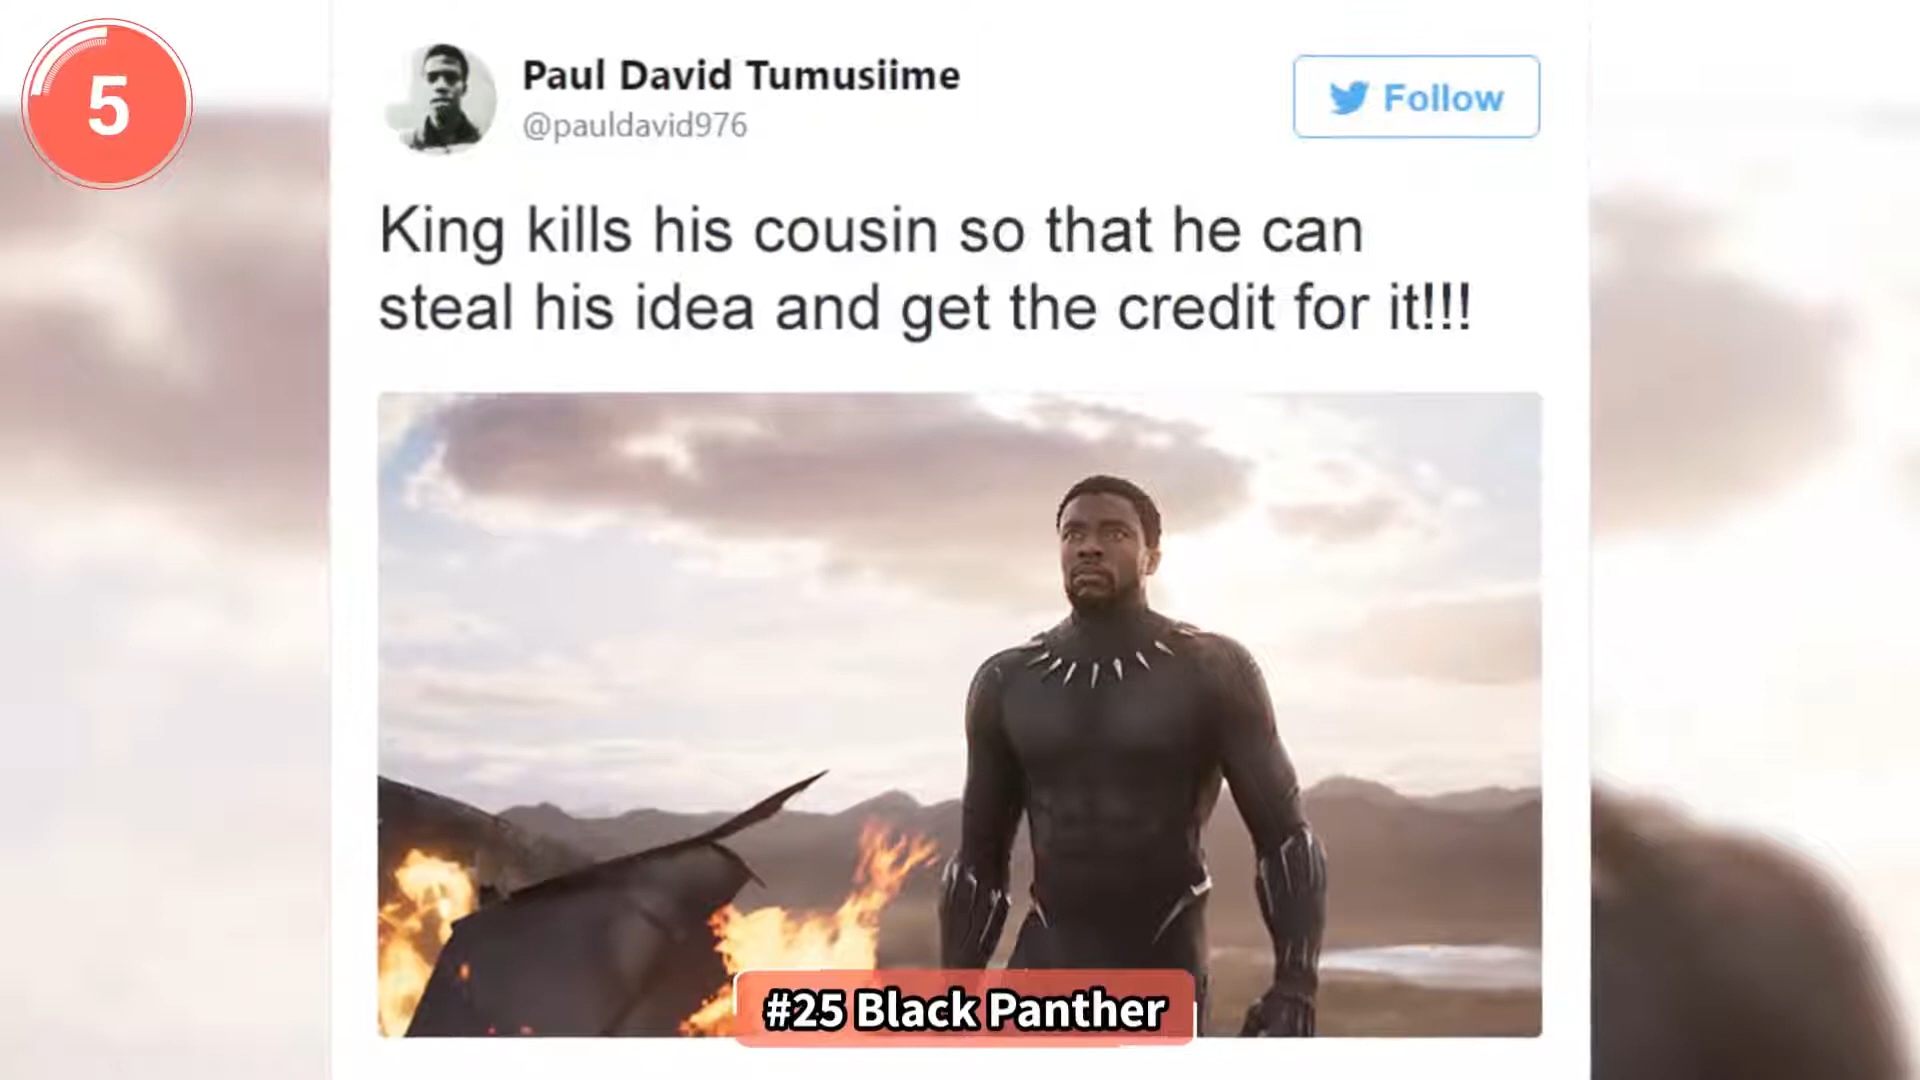 5
Paul David Tumusiime
@pauldavid976
Follow
King kills his cousin so that he can
steal his idea and get the credit for it!!!
#25 Black Panther